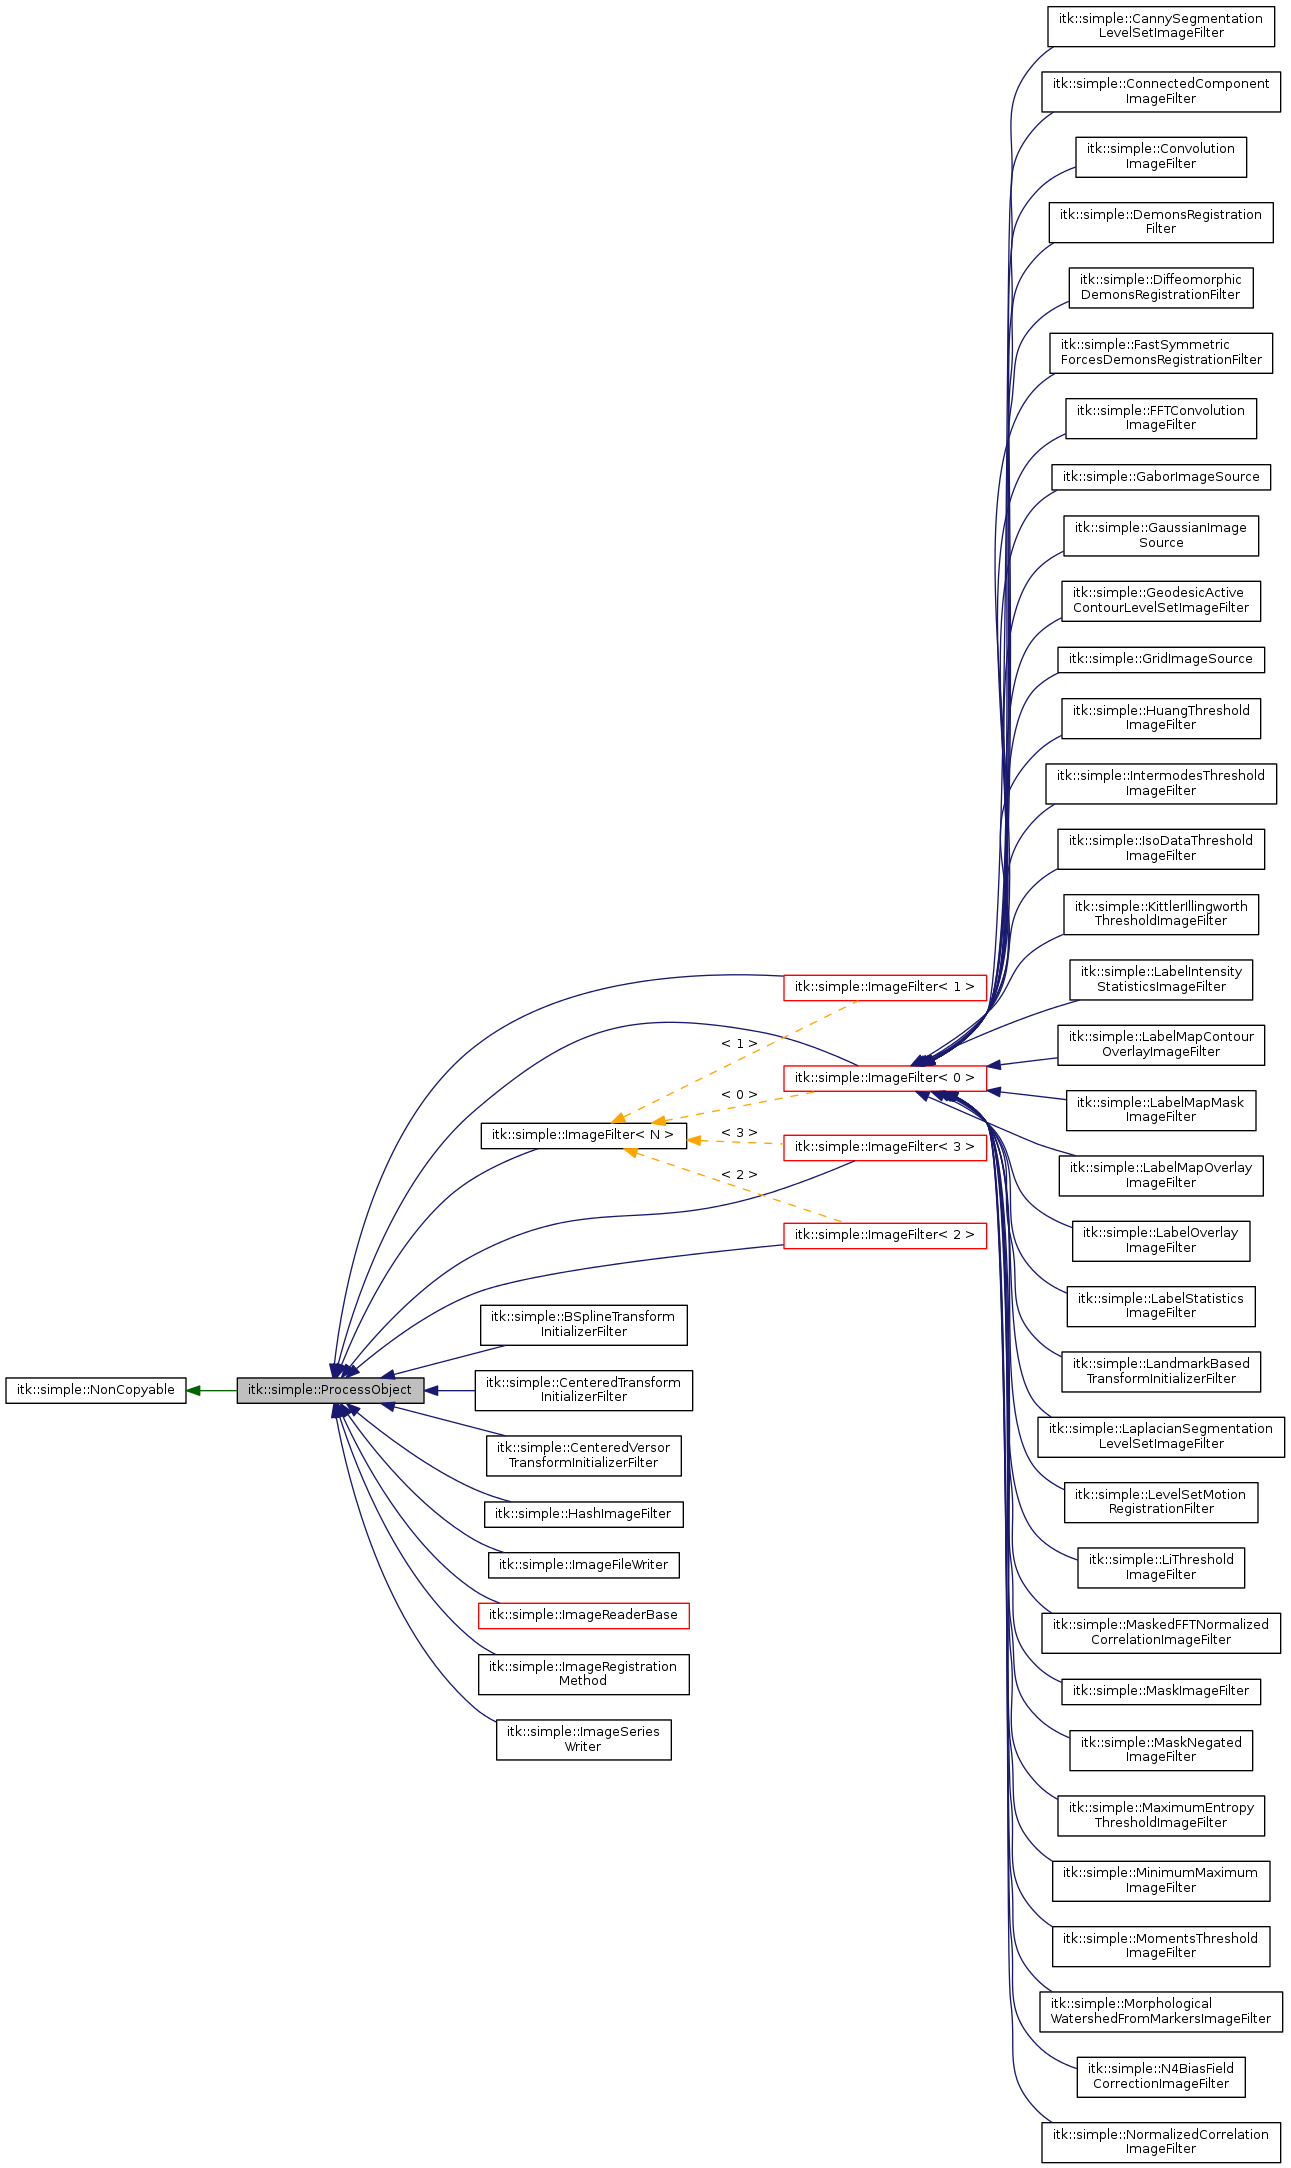 itk::simple::CannySegmentation
LevelSetImageFilter
itk::simple::ConnectedComponent
ImageFilter
itk::simple::Convolution
ImageFilter
itk::simple::DemonsRegistration
Filter
itk::simple::Diffeomorphic
DemonsRegistrationFilter
itk::simple::FastSymmetric
ForcesDemonsRegistrationFilter
itk::simple::FFTConvolution
ImageFilter
itk::simple::GaborImageSource
itk::simple::GaussianImage
Source
itk::simple::GeodesicActive
ContourLevelSetImageFilter
itk::simple::GridImageSource
itk::simple::HuangThreshold
ImageFilter
itk::simple::IntermodesThreshold
ImageFilter
itk::simple::IsoDataThreshold
ImageFilter
itk::simple::KittlerIllingworth
ThresholdImageFilter
itk::simple::LabelIntensity
StatisticsImageFilter
itk::simple::LabelMapContour
OverlayImageFilter
itk::simple::LabelMapMask
ImageFilter
itk::simple::LabelMapOverlay
ImageFilter
itk::simple::LabelOverlay
ImageFilter
itk::simple::LabelStatistics
ImageFilter
itk::simple::LandmarkBased
TransformInitializerFilter
itk::simple::LaplacianSegmentation
LevelSetImageFilter
itk::simple::LevelSetMotion
RegistrationFilter
itk::simple::LiThreshold
ImageFilter
itk::simple::MaskedFFTNormalized
CorrelationImageFilter
itk::simple::MaskImageFilter
itk::simple::MaskNegated
ImageFilter
itk::simple::MaximumEntropy
ThresholdImageFilter
itk::simple::MinimumMaximum
ImageFilter
itk::simple::MomentsThreshold
ImageFilter
itk::simple::Morphological
WatershedFromMarkersImageFilter
itk::simple::N4BiasField
CorrectionImageFilter
itk::simple::NormalizedCorrelation
ImageFilter
itk::simple::ImageFilter< 1 >
itk::simple::ImageFilter< 0 >
itk::simple::ImageFilter< 3 >
itk::simple::ImageFilter< 2 >
< 1 >
< 0 >
< 3 >
< 2 >
itk::simple::ImageFilter< N >
itk::simple::BSplineTransform
InitializerFilter
itk::simple::CenteredTransform
InitializerFilter
itk::simple::CenteredVersor
TransformInitializerFilter
itk::simple::HashImageFilter
itk::simple::ImageFileWriter
itk::simple::ImageReaderBase
itk::simple::ImageRegistration
Method
itk::simple::ImageSeries
Writer
itk::simple::NonCopyable
itk::simple::ProcessObject